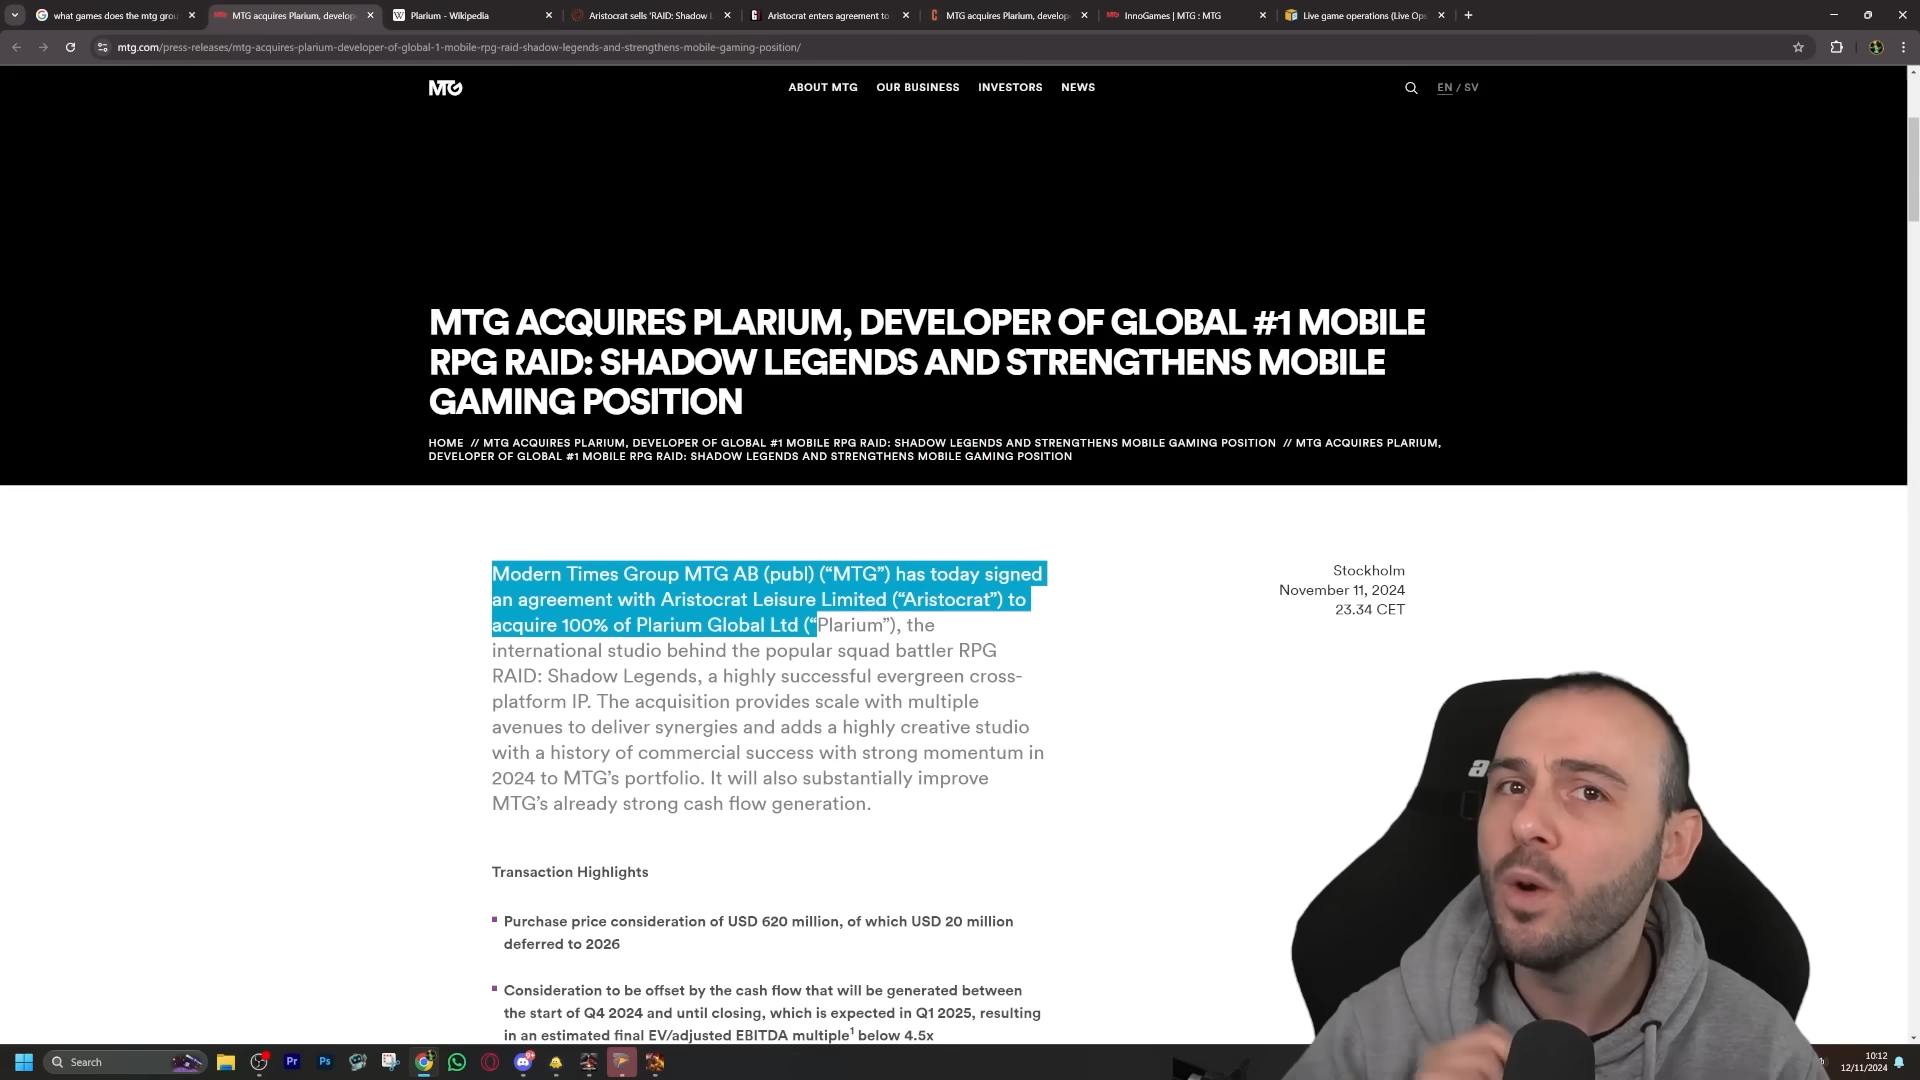 what games does the mtg grou
MTG acquires Plarium, develop
Plarium - Wikipedia
Aristocrat sells 'RAID: Shadow L
Aristocrat enters agreement to
MTG acquires Plarium, develop
InnoGames | MTG : MTG
Live game operations (Live Op
mtg.com/press-releases/mtg-acquires-plarium-developer-of-global-1-mobile-rpg-raid-shadow-legends-and-strengthens-mobile-gaming-position/
MTG
ABOUT MTG OUR BUSINESS INVESTORS NEWS
EN / SV
MTG ACQUIRES PLARIUM, DEVELOPER OF GLOBAL #1 MOBILE
RPG RAID: SHADOW LEGENDS AND STRENGTHENS MOBILE
GAMING POSITION
HOME // MTG ACQUIRES PLARIUM, DEVELOPER OF GLOBAL #1 MOBILE RPG RAID: SHADOW LEGENDS AND STRENGTHENS MOBILE GAMING POSITION // MTG ACQUIRES PLARIUM,
DEVELOPER OF GLOBAL #1 MOBILE RPG RAID: SHADOW LEGENDS AND STRENGTHENS MOBILE GAMING POSITION
Modern Times Group MTG AB (publ) (“MTG”) has today signed
an agreement with Aristocrat Leisure Limited (“Aristocrat”) to
acquire 100% of Plarium Global Ltd (“Plarium”), the
international studio behind the popular squad battler RPG
RAID: Shadow Legends, a highly successful evergreen cross-
platform IP. The acquisition provides scale with multiple
avenues to deliver synergies and adds a highly creative studio
with a history of commercial success with strong momentum in
2024 to MTG’s portfolio. It will also substantially improve
MTG’s already strong cash flow generation.
Stockholm
November 11, 2024
23.34 CET
Transaction Highlights
Purchase price consideration of USD 620 million, of which USD 20 million
deferred to 2026
Consideration to be offset by the cash flow that will be generated between
the start of Q4 2024 and until closing, which is expected in Q1 2025, resulting
in an estimated final EV/adjusted EBITDA multiple¹ below 4.5x
Search
Pr
Ps
10:12
12/11/2024